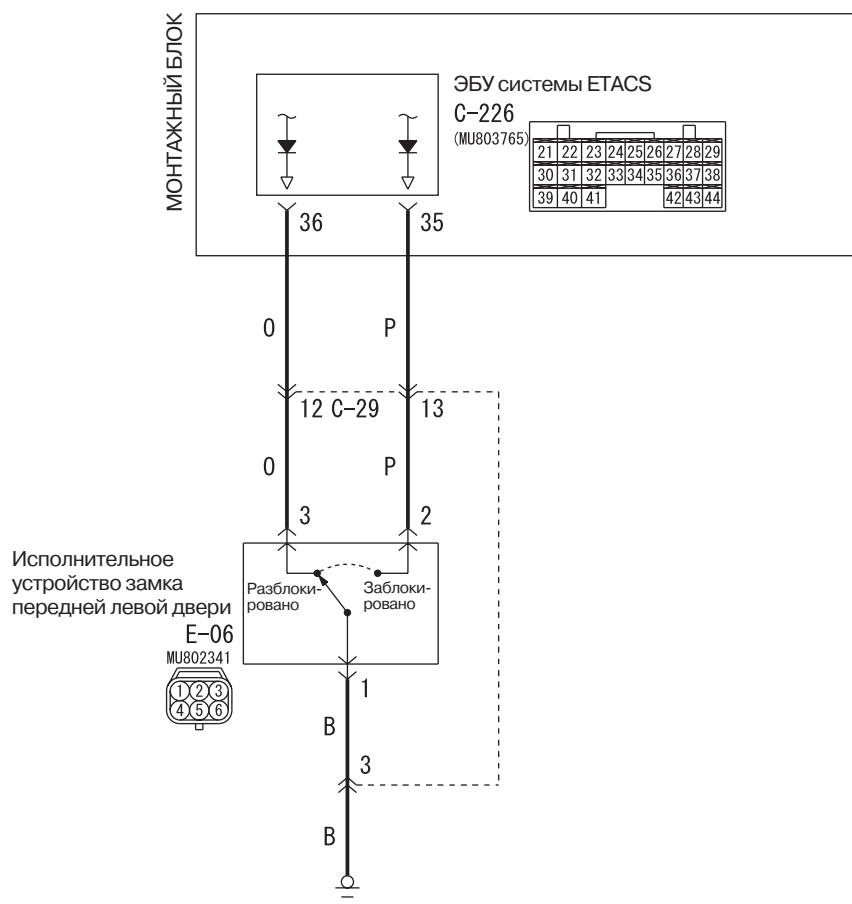 МОНТАЖНЫЙ БЛОК
ЭБУ системы ETACS
C-226
(MU803765)
21 22 23 24 25 26 27 28 29
30 31 32 33 34 35 36 37 38
39 40 41 42 43 44
36 35
O P
12 C-29 13
O P
3 2
Исполнительное
устройство замка
передней левой двери
E-06
MU802341
1 2 3
4 5 6
Разблоки-
ровано
Заблоки-
ровано
1
B
3
B